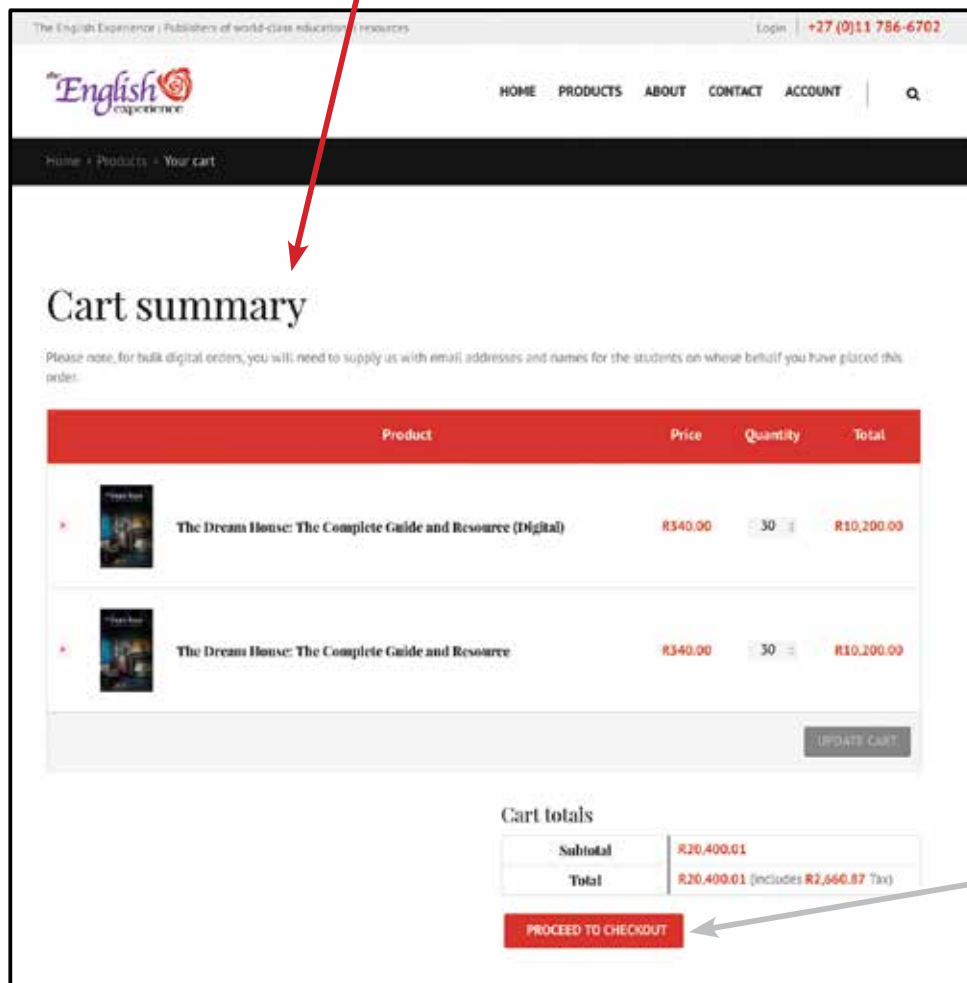 The English Experience | Publishers of world-class educational resources
Login | +27 (0)11 786-6702
the English experience
HOME PRODUCTS ABOUT CONTACT ACCOUNT
Home Products Your cart
Cart summary
Please note, for bulk digital orders, you will need to supply us with email addresses and names for the students on whose behalf you have placed this
order.
Product Price Quantity Total
The Dream House: The Complete Guide and Resource (Digital) R340.00 30 R10,200.00
The Dream House: The Complete Guide and Resource R340.00 30 R10,200.00
UPDATE CART
Cart totals
Subtotal R20,400.01
Total R20,400.01 (includes R2,660.87 Tax)
PROCEED TO CHECKOUT